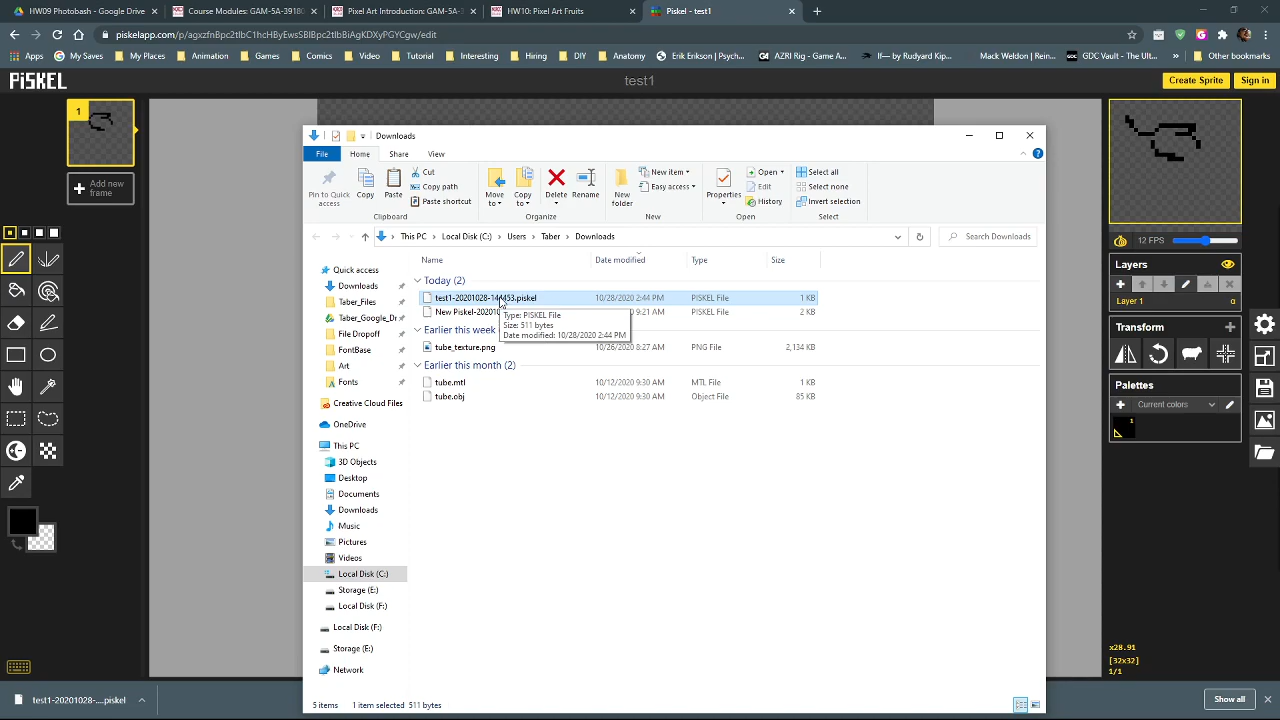 HW09 Photobash - Google Drive
Course Modules: GAM-5A-39180
Pixel Art Introduction: GAM-5A-3
HW10: Pixel Art Fruits
Piskel - test1
piskelapp.com/p/agxzfnBpc2tlbC1hcHByEwsSBlBpc2tlbBiAgKDXyPGYCgw/edit
Apps
My Saves
My Places
Animation
Games
Comics
Video
Tutorial
Interesting
Hiring
DIY
Anatomy
Erik Erikson / Psych...
AZRI Rig - Game A...
If— by Rudyard Kip...
Mack Weldon | Rein...
GDC Vault - The Ult...
»
Other bookmarks
PiSKEL
test1
Create Sprite
Sign in
1
Add new frame
Downloads
File
Home
Share
View
Pin to Quick access
Copy
Paste
Cut
Copy path
Paste shortcut
Clipboard
Move to
Copy to
Delete
Rename
Organize
New folder
New item
Easy access
New
Properties
Open
Edit
History
Open
Select all
Select none
Invert selection
Select
This PC > Local Disk (C:) > Users > Taber > Downloads
Search Downloads
Name
Date modified
Type
Size
Today (2)
10/28/2020 2:44 PM
PISKEL File
1 KB
New Piskel-20201
9:21 AM
PISKEL File
2 KB
Type: PISKEL File
Size: 511 bytes
Date modified: 10/28/2020 2:44 PM
Earlier this week
tube_texture.png
10/26/2020 8:27 AM
PNG File
2,134 KB
Earlier this month (2)
tube.mtl
10/12/2020 9:30 AM
MTL File
1 KB
tube.obj
10/12/2020 9:30 AM
Object File
85 KB
Quick access
Downloads
Taber_Files
Taber_Google_Dr
File Dropoff
FontBase
Art
Fonts
Creative Cloud Files
OneDrive
This PC
3D Objects
Desktop
Documents
Downloads
Music
Pictures
Videos
Local Disk (C:)
Storage (E:)
Local Disk (F:)
Local Disk (F:)
Storage (E:)
Network
5 items
1 item selected 511 bytes
12 FPS
Layers
Layer 1
α
Transform
Palettes
Current colors
1
x28.91
[32x32]
1/1
test1-20201028-....piskel
Show all